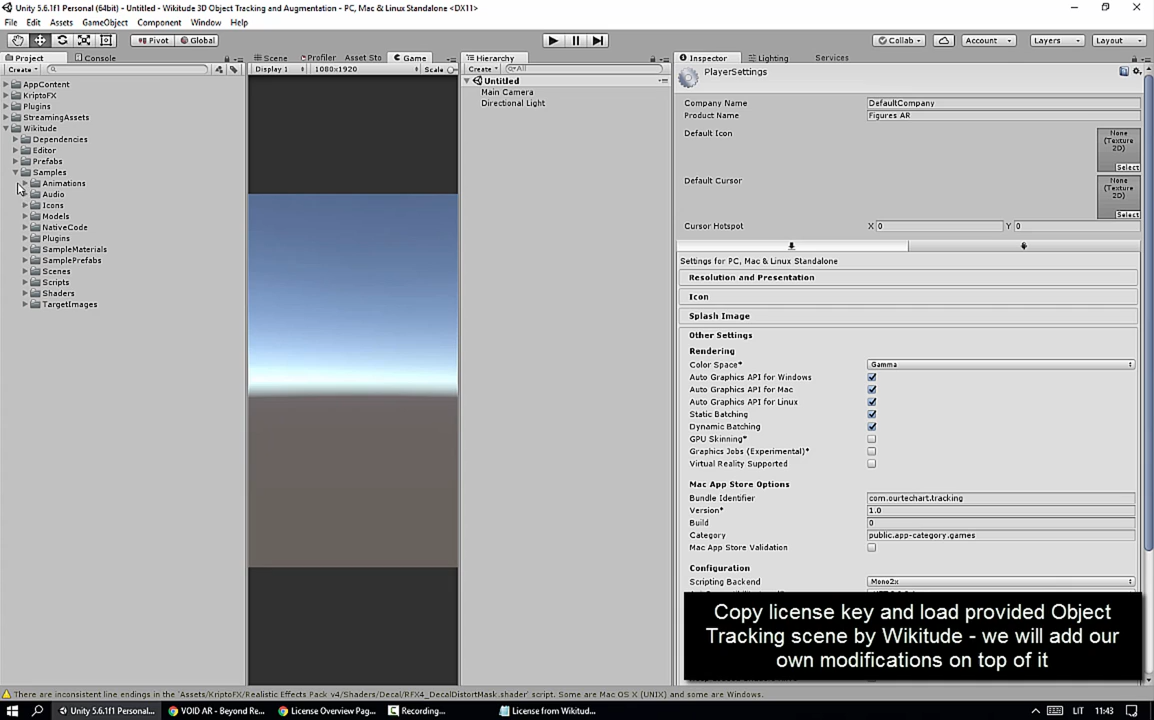 Unity 5.6.1f1 Personal (64bit) - Untitled - Wikitude 3D Object Tracking and Augmentation - PC, Mac & Linux Standalone <DX11>
File Edit Assets GameObject Component Window Help
Pivot Global Collab Account Layers Layout
Project Console
Create
AppContent
KriptoFX
Plugins
StreamingAssets
Wikitude
Dependencies
Editor
Prefabs
Samples
Animations
Audio
Icons
Models
NativeCode
Plugins
SampleMaterials
SamplePrefabs
Scenes
Scripts
Shaders
TargetImages
Scene Profiler Asset Sto Game
Display 1 1080x1920 Scale
Hierarchy
Create All
Untitled
Main Camera
Directional Light
Inspector Lighting Services
PlayerSettings
Company Name DefaultCompany
Product Name Figures AR
Default Icon None (Texture 2D) Select
Default Cursor None (Texture 2D) Select
Cursor Hotspot X 0 Y 0
Settings for PC, Mac & Linux Standalone
Resolution and Presentation
Icon
Splash Image
Other Settings
Rendering
Color Space* Gamma
Auto Graphics API for Windows
Auto Graphics API for Mac
Auto Graphics API for Linux
Static Batching
Dynamic Batching
GPU Skinning*
Graphics Jobs (Experimental)*
Virtual Reality Supported
Mac App Store Options
Bundle Identifier com.ourtechart.tracking
Version* 1.0
Build 0
Category public.app-category.games
Mac App Store Validation
Configuration
Scripting Backend Mono2x
Copy license key and load provided Object
Tracking scene by Wikitude - we will add our
own modifications on top of it
There are inconsistent line endings in the 'Assets/KriptoFX/Realistic Effects Pack v4/Shaders/Decal/RFX4_DecalDistortMask.shader' script. Some are Mac OS X (UNIX) and some are Windows.
Unity 5.6.1f1 Personal... VOID AR - Beyond Re... License Overview Pag... Recording... License from Wikitud... LIT 11:43